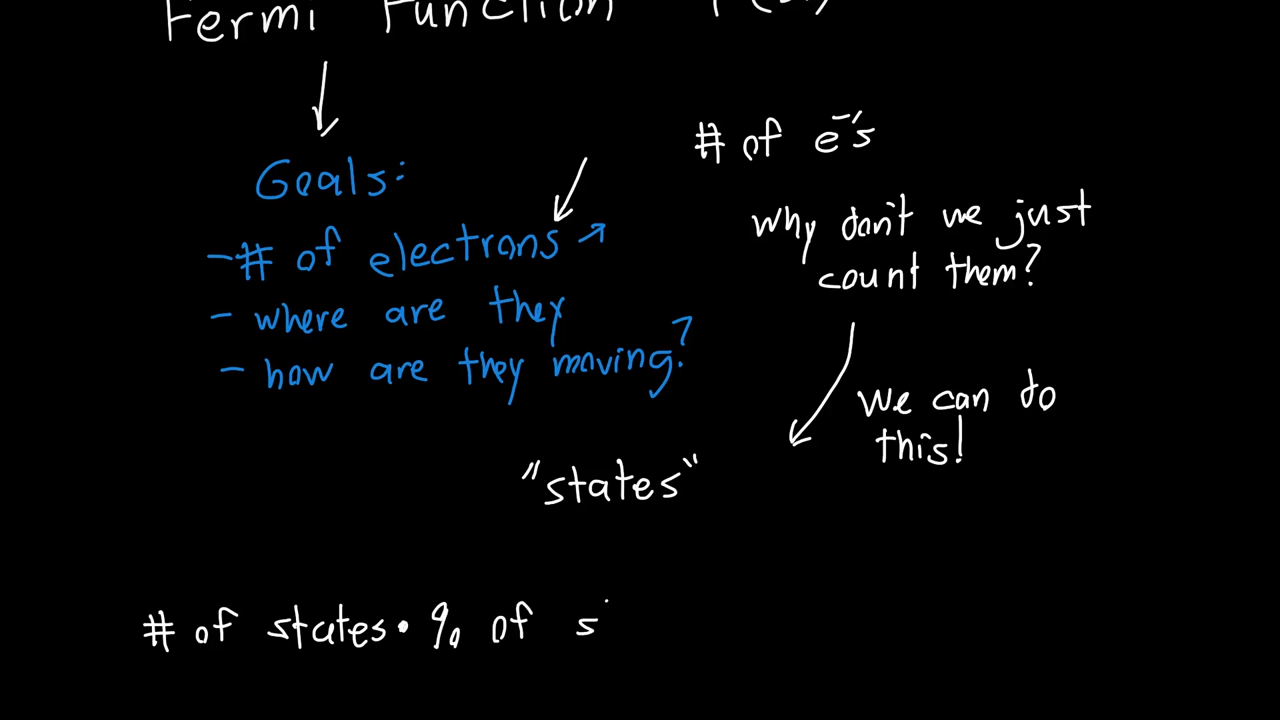 Fermi Function
Goals:
- # of electrons
- where are they
- how are they moving?
# of e⁻'s
why don't we just
count them?
We can do
this!
"states"
# of states • % of s